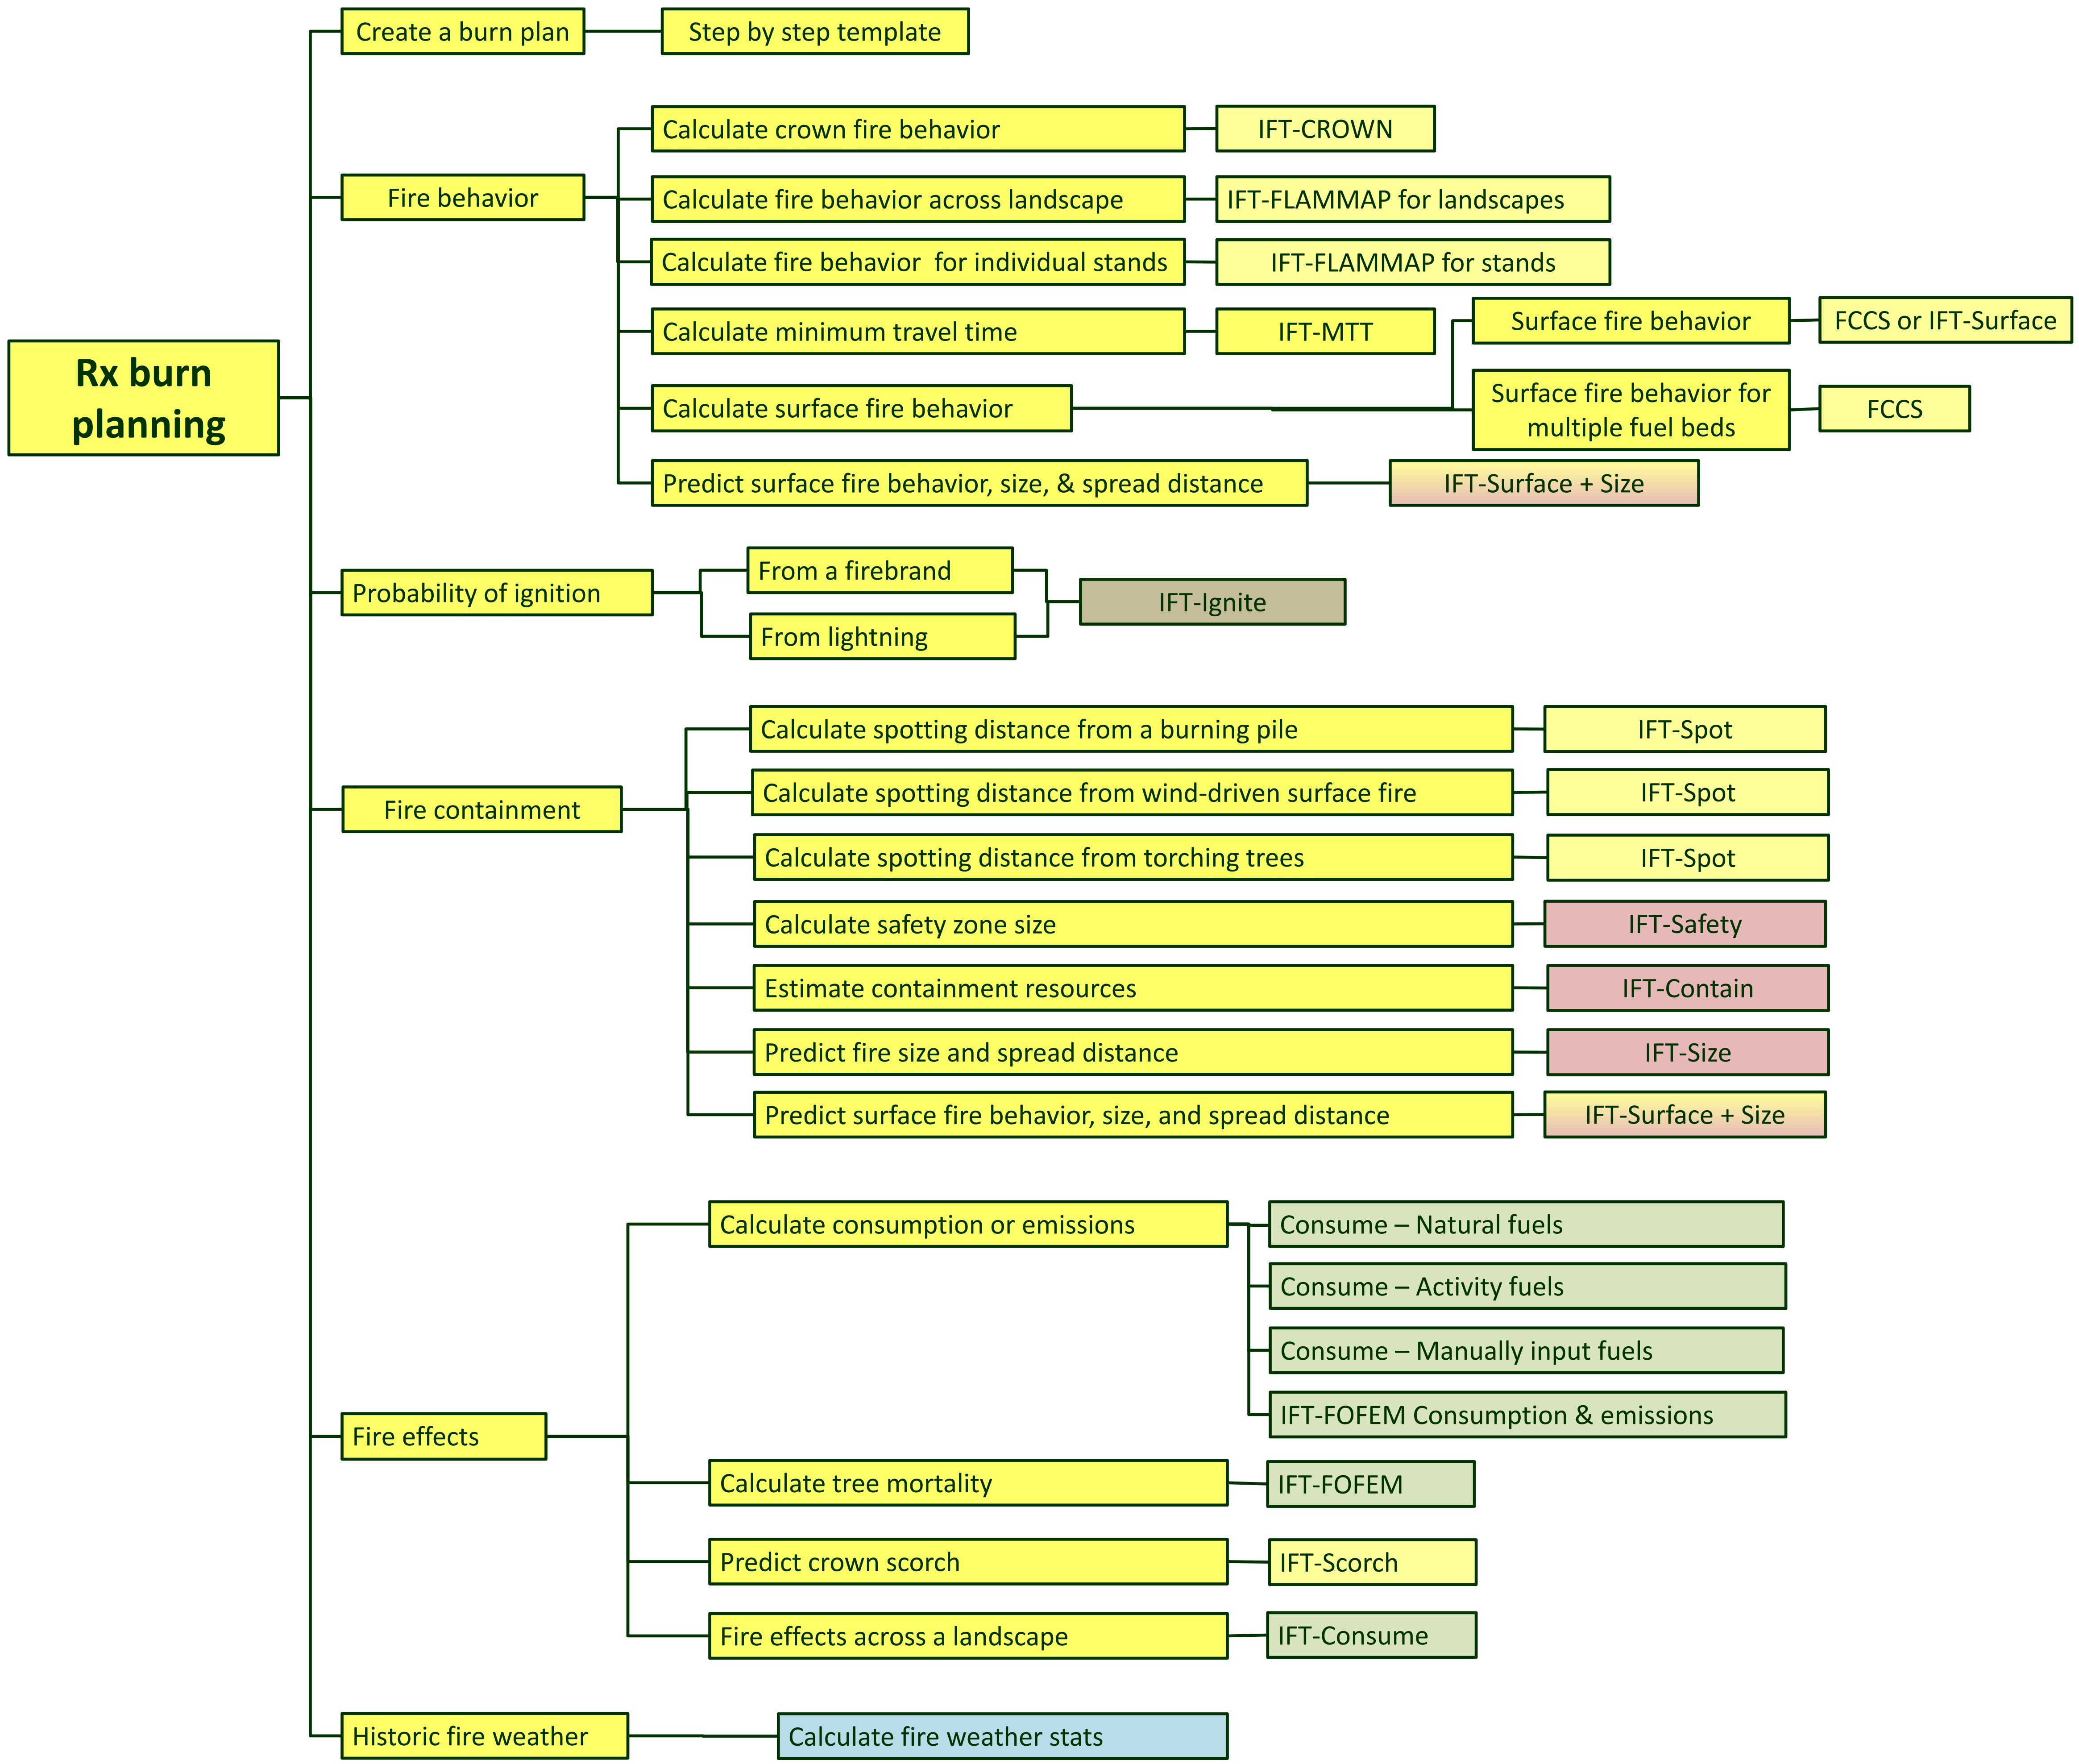 Create a burn plan
Step by step template
Calculate crown fire behavior
IFT-CROWN
Fire behavior
Calculate fire behavior across landscape
IFT-FLAMMAP for landscapes
Calculate fire behavior  for individual stands
IFT-FLAMMAP for stands
Calculate minimum travel time
IFT-MTT
Surface fire behavior
FCCS or IFT-Surface
Rx burn
planning
Calculate surface fire behavior
Surface fire behavior for
multiple fuel beds
FCCS
Predict surface fire behavior, size, & spread distance
IFT-Surface + Size
Probability of ignition
From a firebrand
From lightning
IFT-Ignite
Fire containment
Calculate spotting distance from a burning pile
IFT-Spot
Calculate spotting distance from wind-driven surface fire
IFT-Spot
Calculate spotting distance from torching trees
IFT-Spot
Calculate safety zone size
IFT-Safety
Estimate containment resources
IFT-Contain
Predict fire size and spread distance
IFT-Size
Predict surface fire behavior, size, and spread distance
IFT-Surface + Size
Fire effects
Calculate consumption or emissions
Consume – Natural fuels
Consume – Activity fuels
Consume – Manually input fuels
IFT-FOFEM Consumption & emissions
Calculate tree mortality
IFT-FOFEM
Predict crown scorch
IFT-Scorch
Fire effects across a landscape
IFT-Consume
Historic fire weather
Calculate fire weather stats